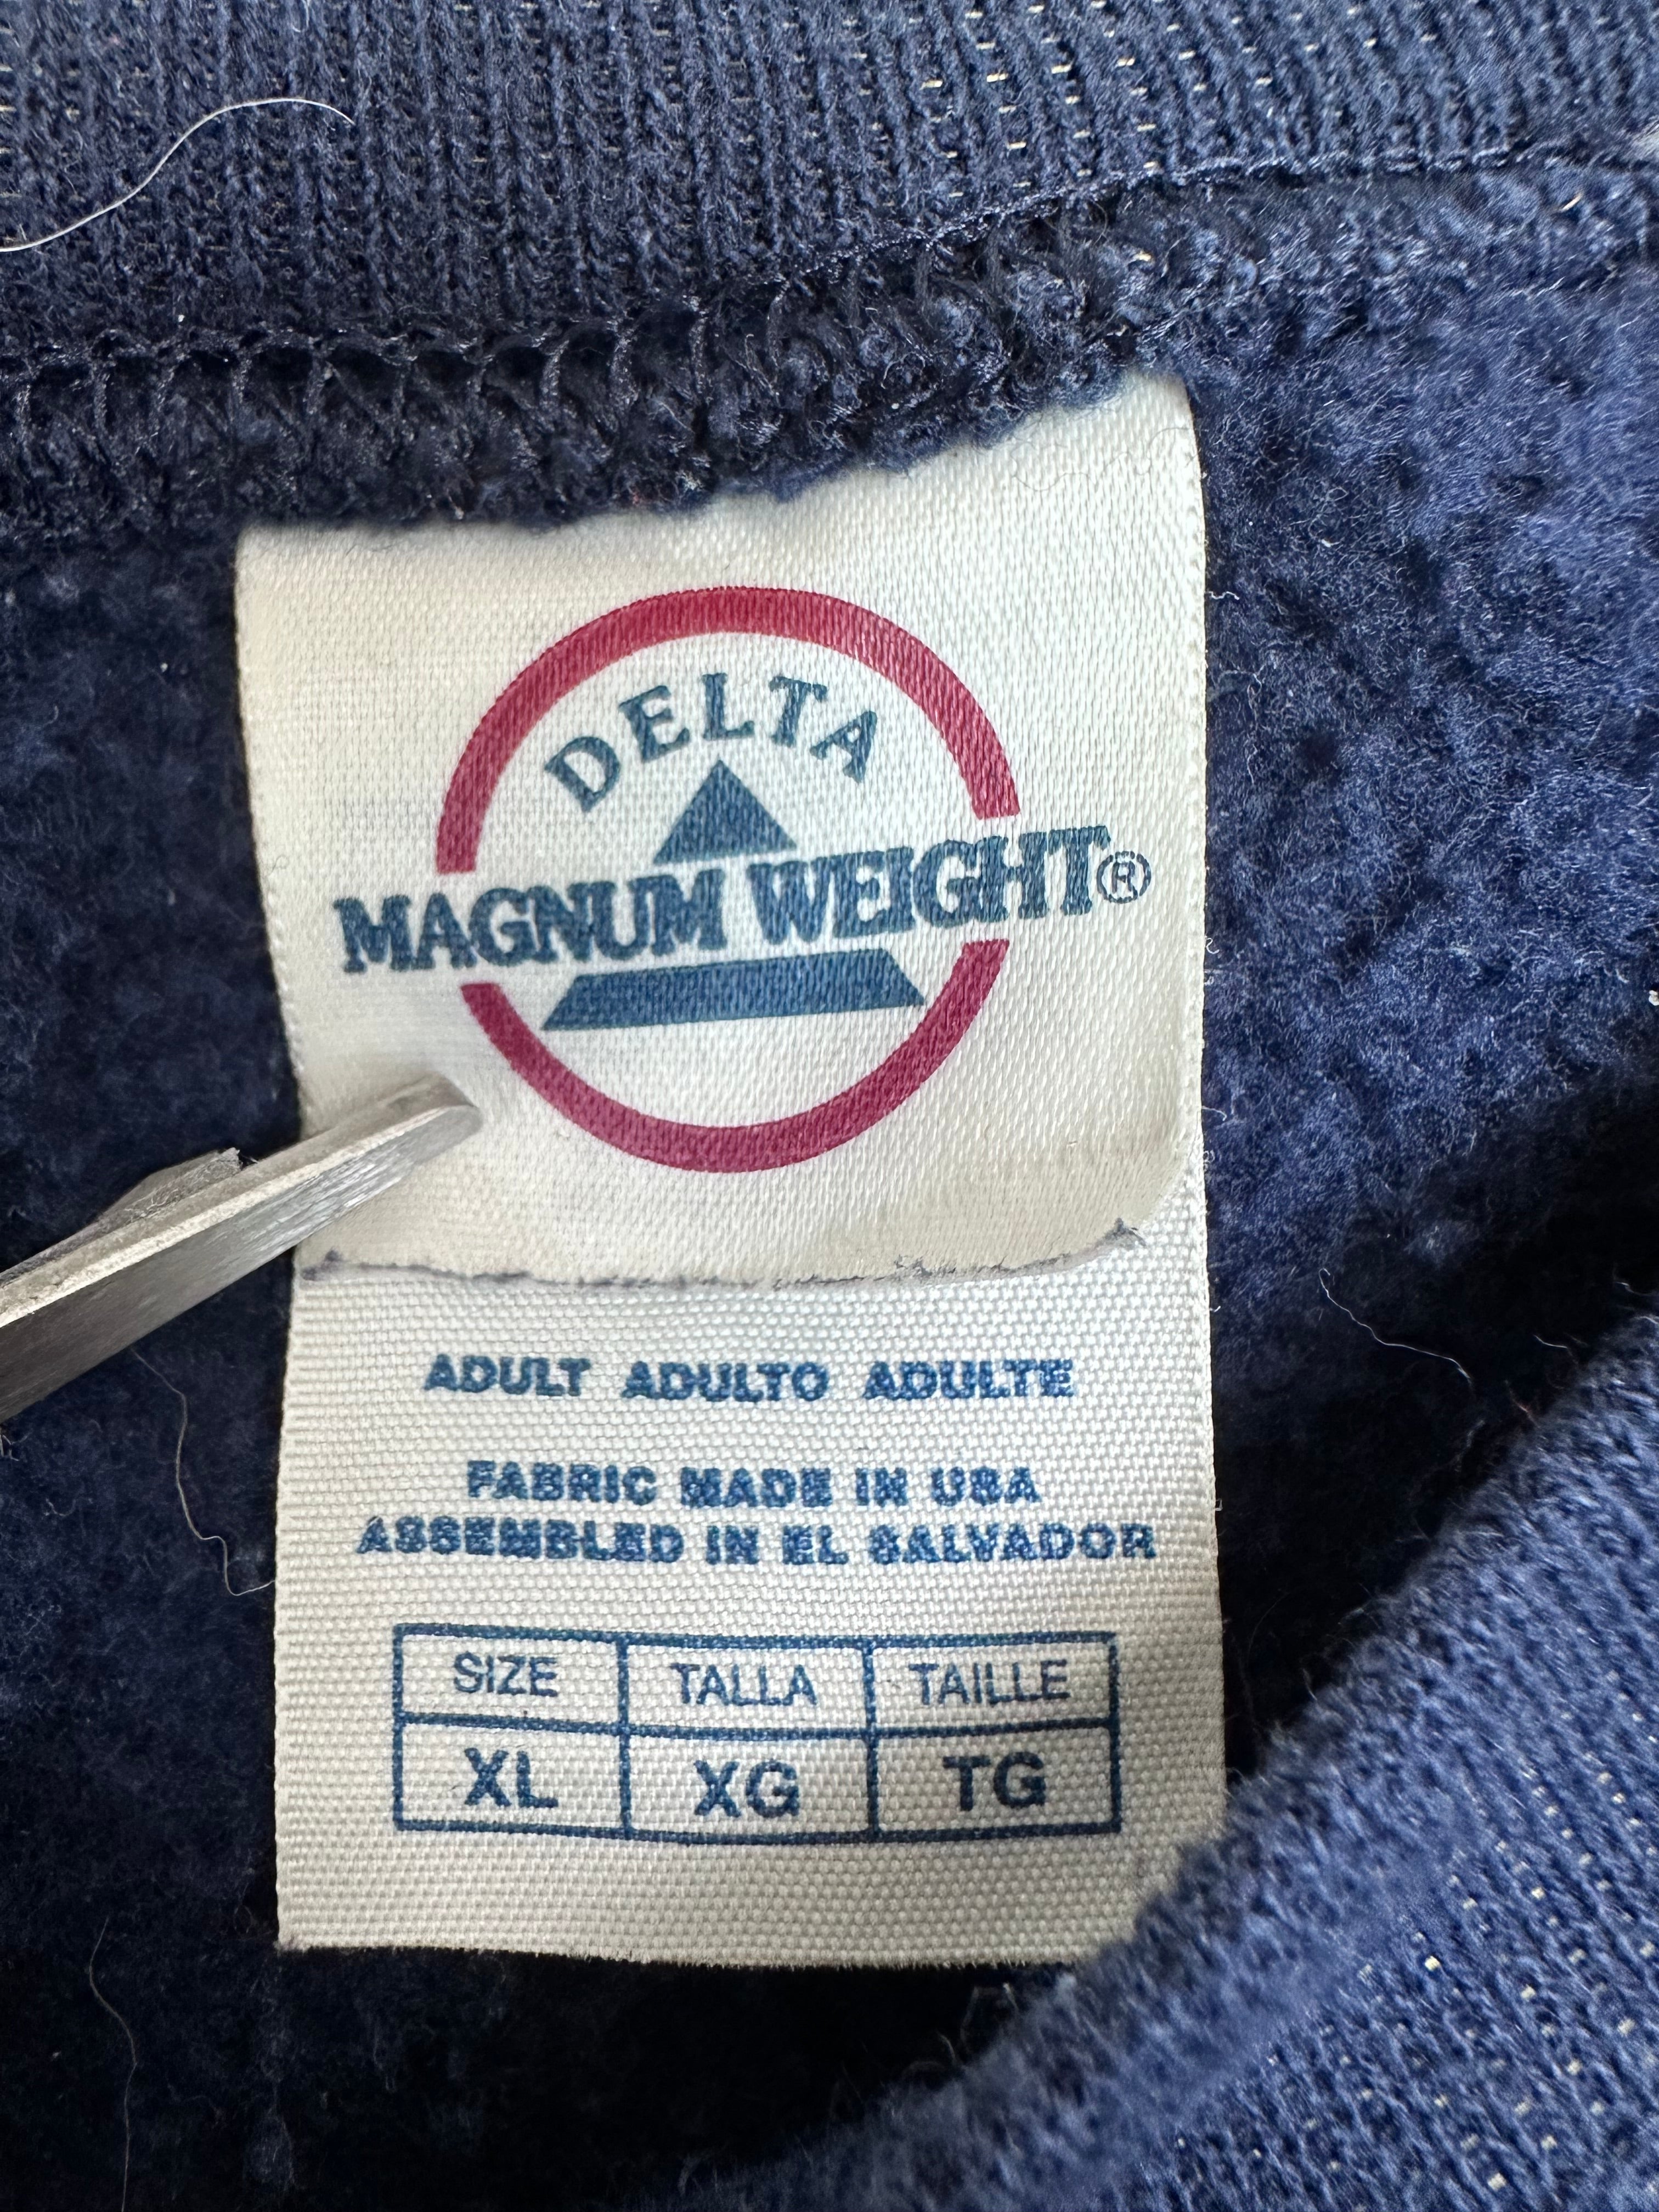 DELTA
MAGNUM WEIGHT®
ADULT ADULTO ADULTE
FABRIC MADE IN USA
ASSEMBLED IN EL SALVADOR
SIZE TALLA TAILLE
XL XG TG